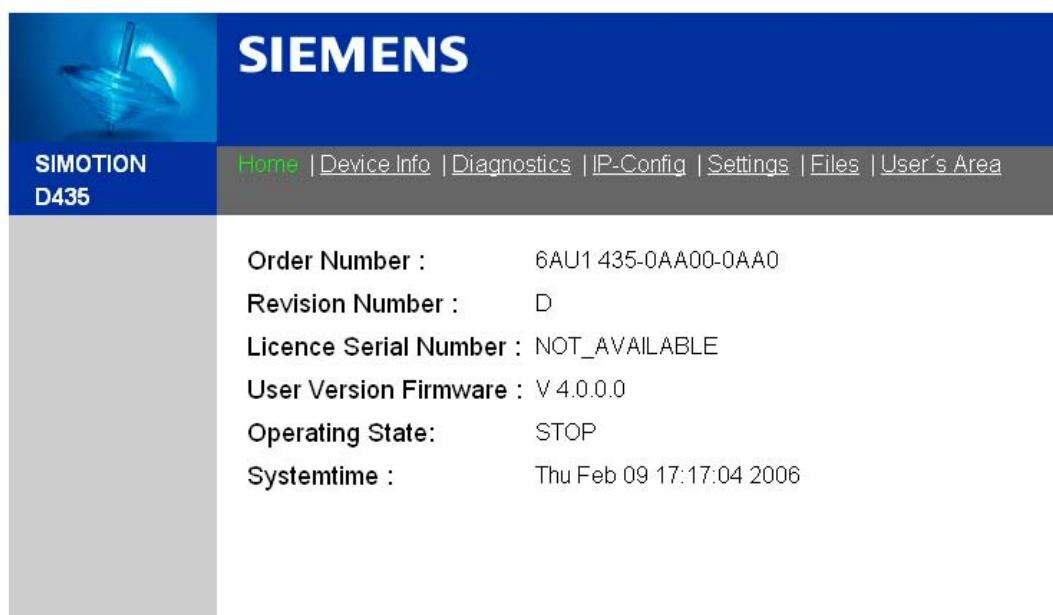 SIEMENS
SIMOTION
D435
Home | Device Info | Diagnostics | IP-Config | Settings | Files | User´s Area
Order Number : 6AU1 435-0AA00-0AA0
Revision Number : D
Licence Serial Number : NOT_AVAILABLE
User Version Firmware : V 4.0.0.0
Operating State: STOP
Systemtime : Thu Feb 09 17:17:04 2006